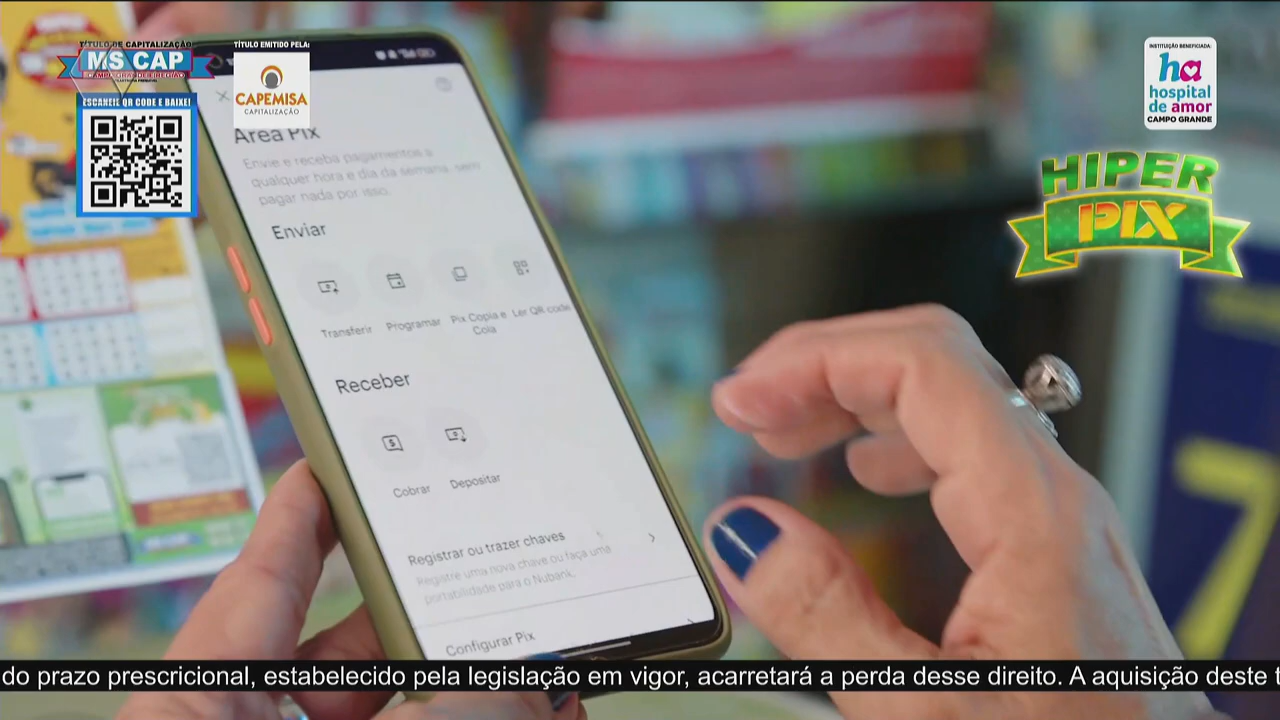 TÍTULO DE CAPITALIZAÇÃO
MS CAP
CAMPO GRANDE E REGIÃO
ESCANEIE QR CODE E BAIXE!
TÍTULO EMITIDO PELA:
CAPEMISA
CAPITALIZAÇÃO
INSTITUIÇÃO BENEFICIADA:
ha
hospital
de amor
CAMPO GRANDE
HIPER
PIX
Área Pix
Envie e receba pagamentos a
qualquer hora e dia da semana, sem
pagar nada por isso.
Enviar
Transferir
Programar
Pix Copia e
Cola
Ler QR code
Receber
Cobrar
Depositar
Registrar ou trazer chaves
Registre uma nova chave ou faça uma
portabilidade para o Nubank.
Configurar Pix
7
do prazo prescricional, estabelecido pela legislação em vigor, acarretará a perda desse direito. A aquisição deste t